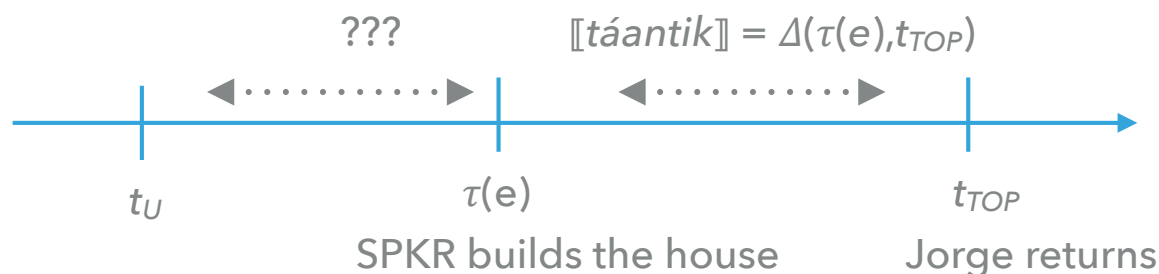 ??? ⟦táantik⟧ = Δ(τ(e),t_TOP)
t_U τ(e) t_TOP
SPKR builds the house Jorge returns